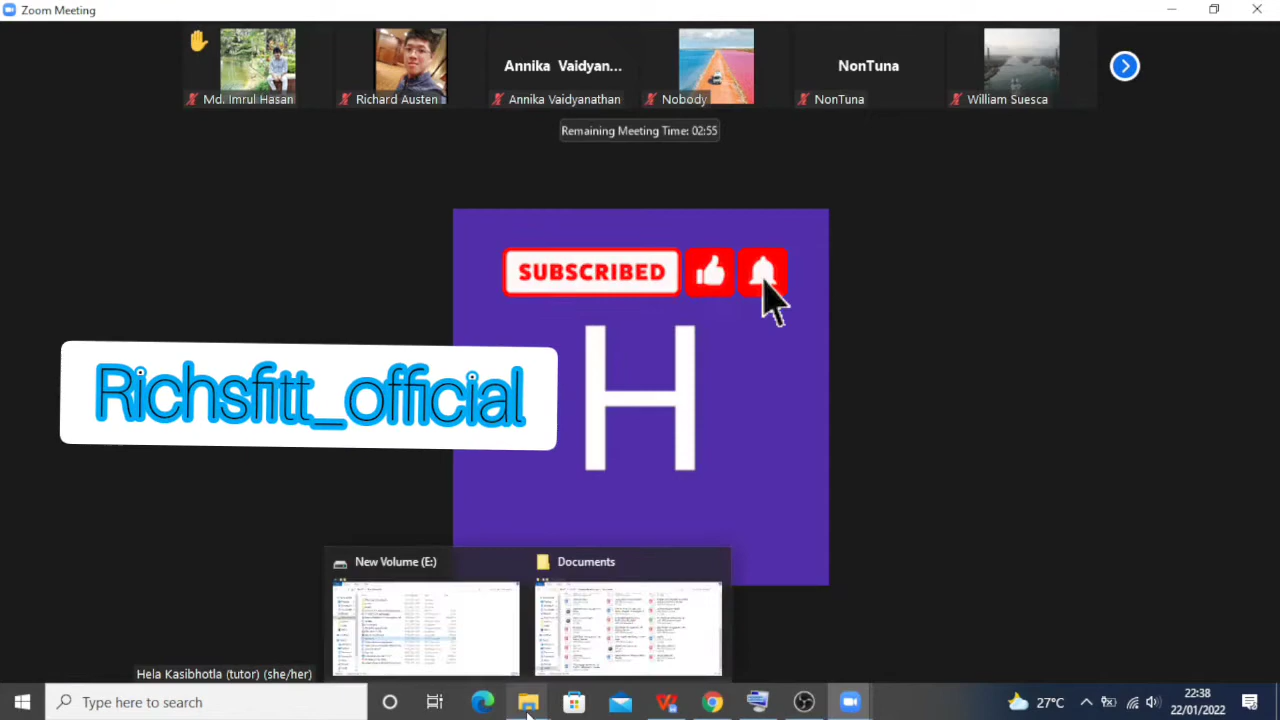 Zoom Meeting
Annika Vaidyan...
NonTuna
Md. Imrul Hasan
Richard Austen
Annika Vaidyanathan
Nobody
NonTuna
William Suesca
Remaining Meeting Time: 02:55
SUBSCRIBED
H
Richsfitt_official
New Volume (E:)
Documents
Hela Kasibhotla (tutor) (she/her)
Type here to search
27°C
22:38
22/01/2022